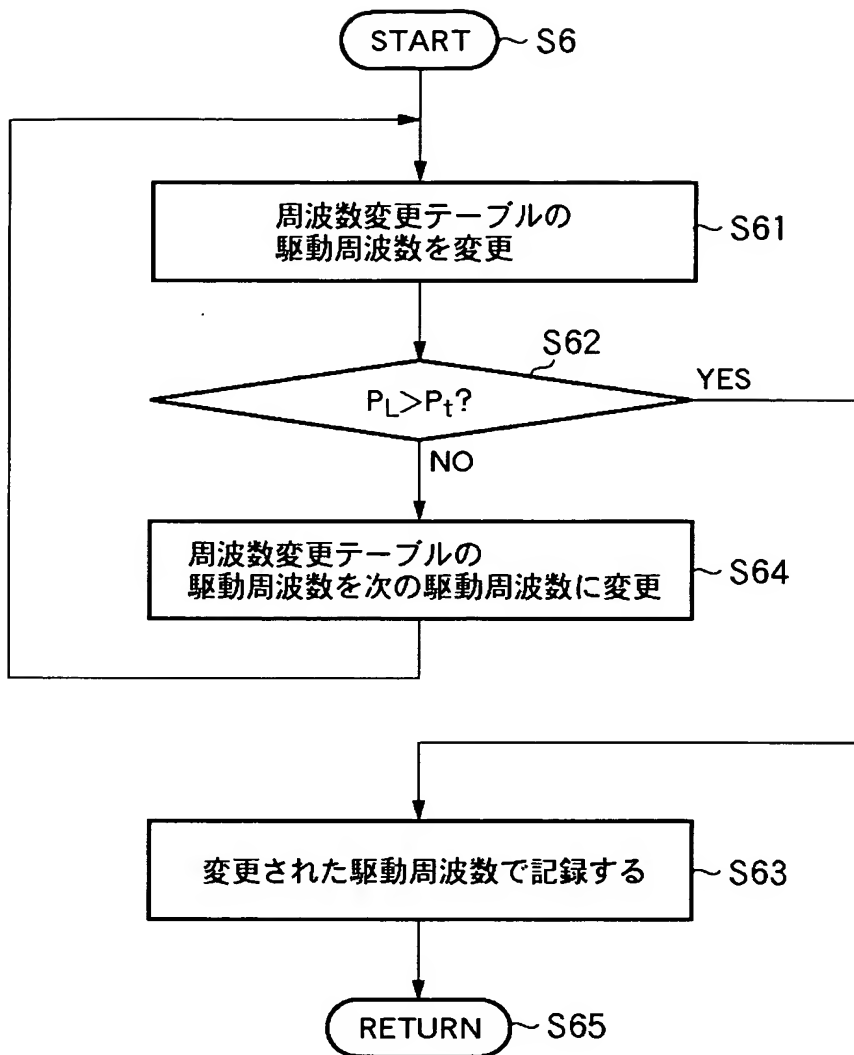 START
~S6
周波数変更テーブルの
駆動周波数を変更
~S61
S62
PL>Pt?
YES
NO
周波数変更テーブルの
駆動周波数を次の駆動周波数に変更
~S64
変更された駆動周波数で記録する
~S63
RETURN
~S65